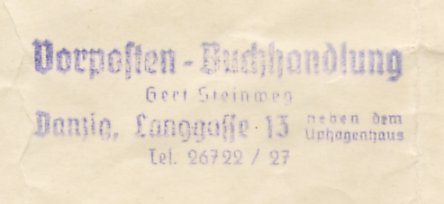 Vorposten-Buchhandlung
Gert Steinweg
Danzig, Langgasse 13 neben dem Uphagenhaus
Tel. 26722 / 27